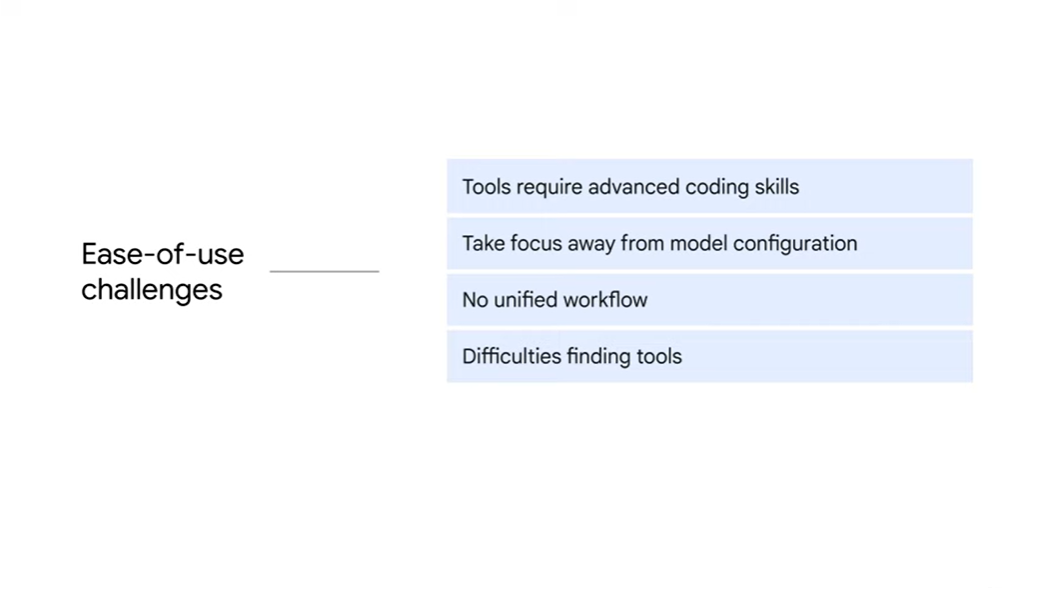 Ease-of-use
challenges
Tools require advanced coding skills
Take focus away from model configuration
No unified workflow
Difficulties finding tools